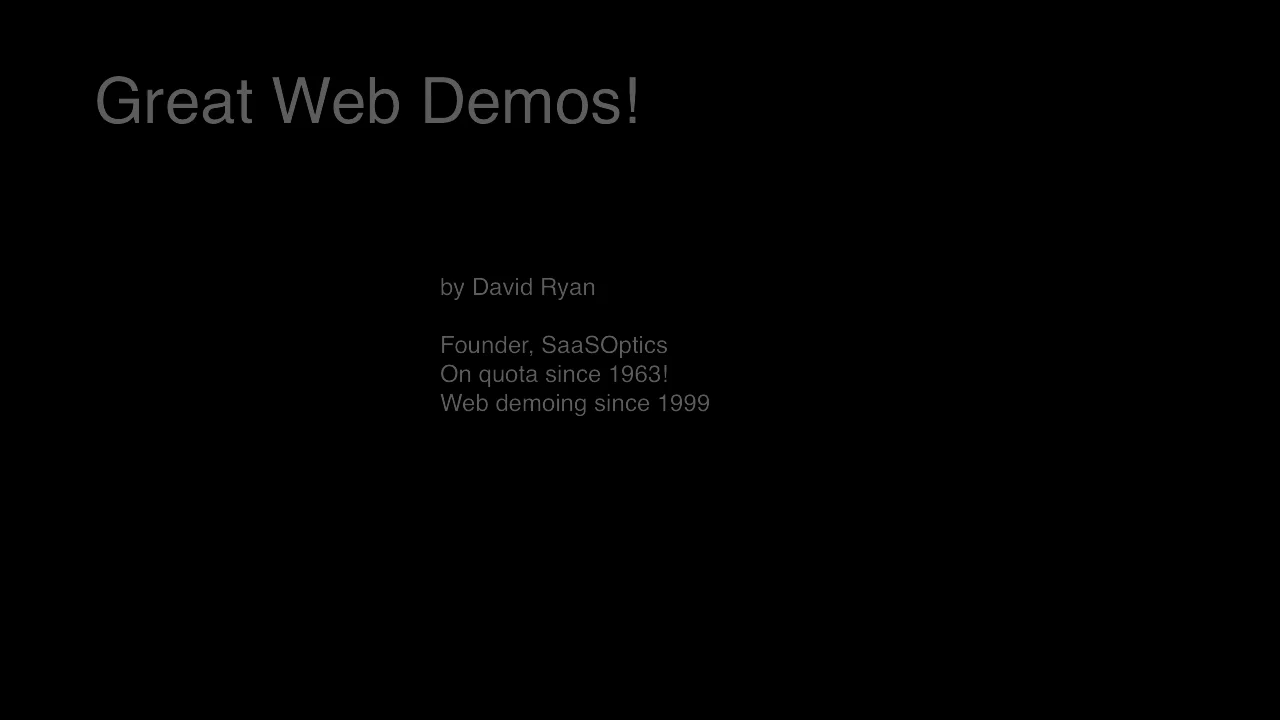 Great Web Demos!
by David Ryan
Founder, SaaSOptics
On quota since 1963!
Web demoing since 1999